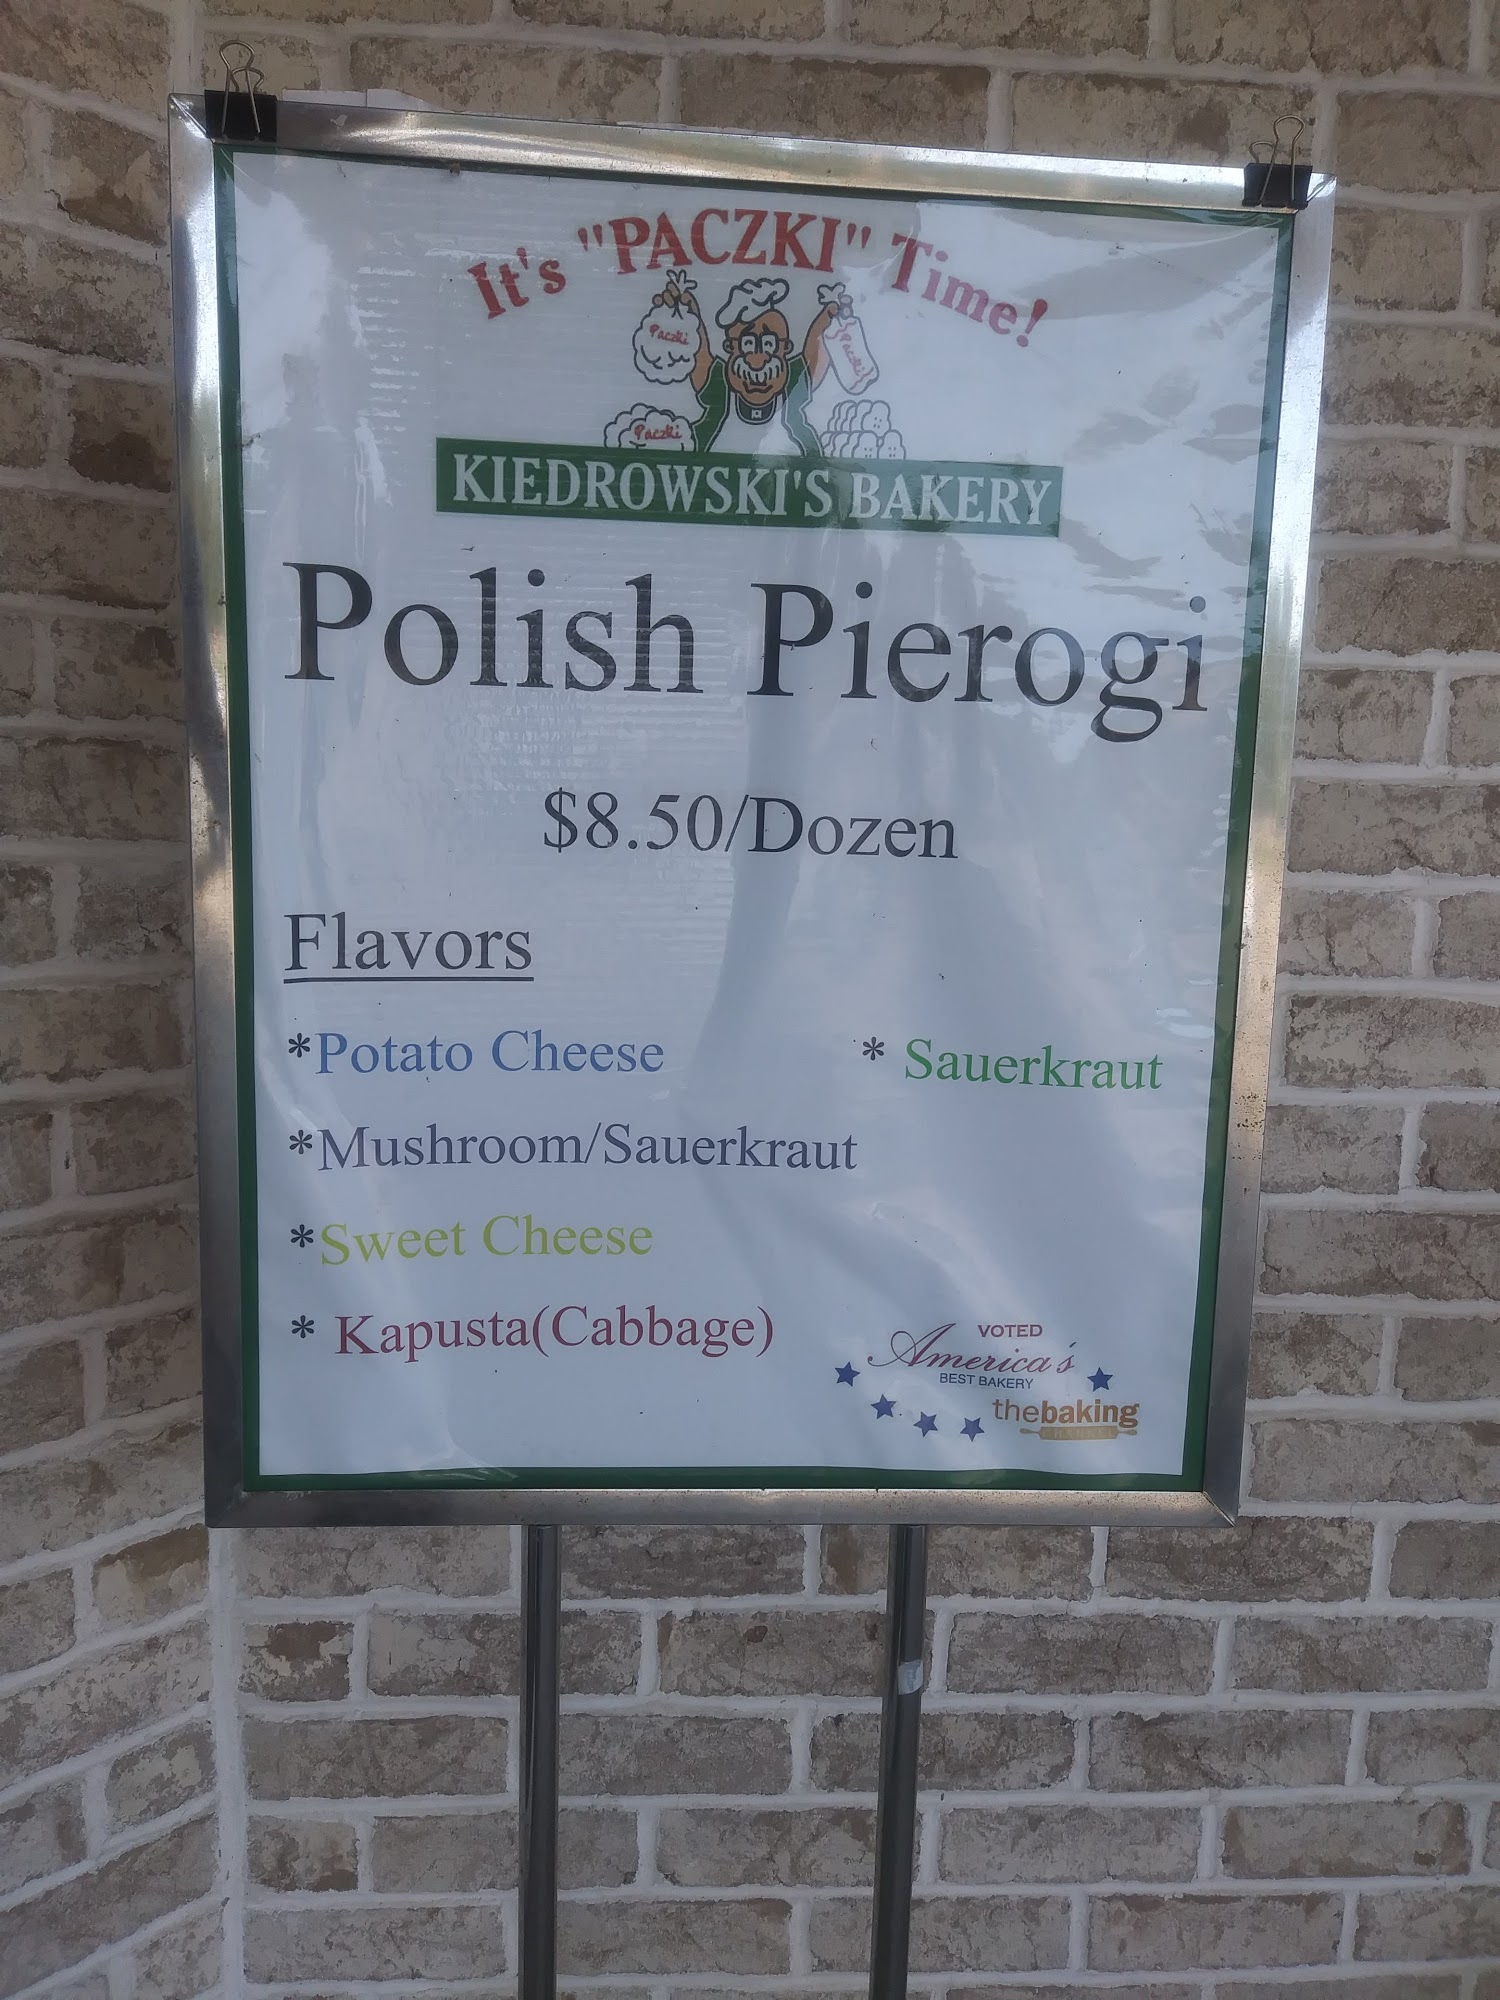 It's "PACZKI" Time!
Paczki
Paczki
Paczki
KIEDROWSKI'S BAKERY
Polish Pierogi
$8.50/Dozen
Flavors
*Potato Cheese
* Sauerkraut
*Mushroom/Sauerkraut
*Sweet Cheese
* Kapusta(Cabbage)
VOTED
America's
BEST BAKERY
thebaking
CHANNEL